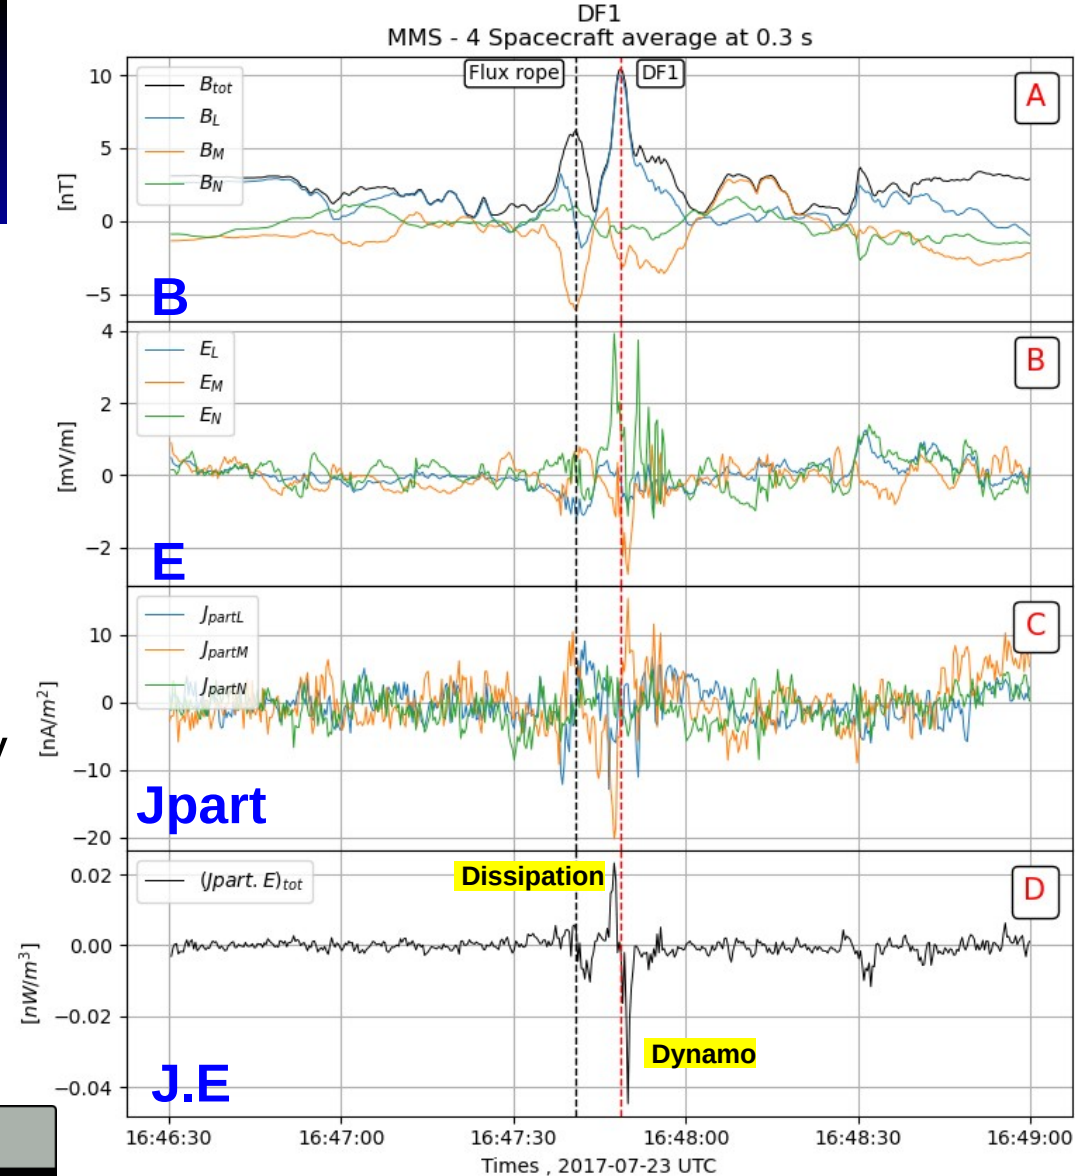 DF1
MMS - 4 Spacecraft average at 0.3 s
Flux rope
DF1
A
B_tot
B_L
B_M
B_N
10
5
0
−5
[nT]
B
B
E_L
E_M
E_N
4
2
0
−2
[mV/m]
E
C
J_partL
J_partM
J_partN
10
0
−10
−20
[nA/m²]
Jpart
D
(Jpart. E)_tot
Dissipation
Dynamo
0.02
0.00
−0.02
−0.04
[nW/m³]
J.E
16:46:30 16:47:00 16:47:30 16:48:00 16:48:30 16:49:00
Times , 2017-07-23 UTC